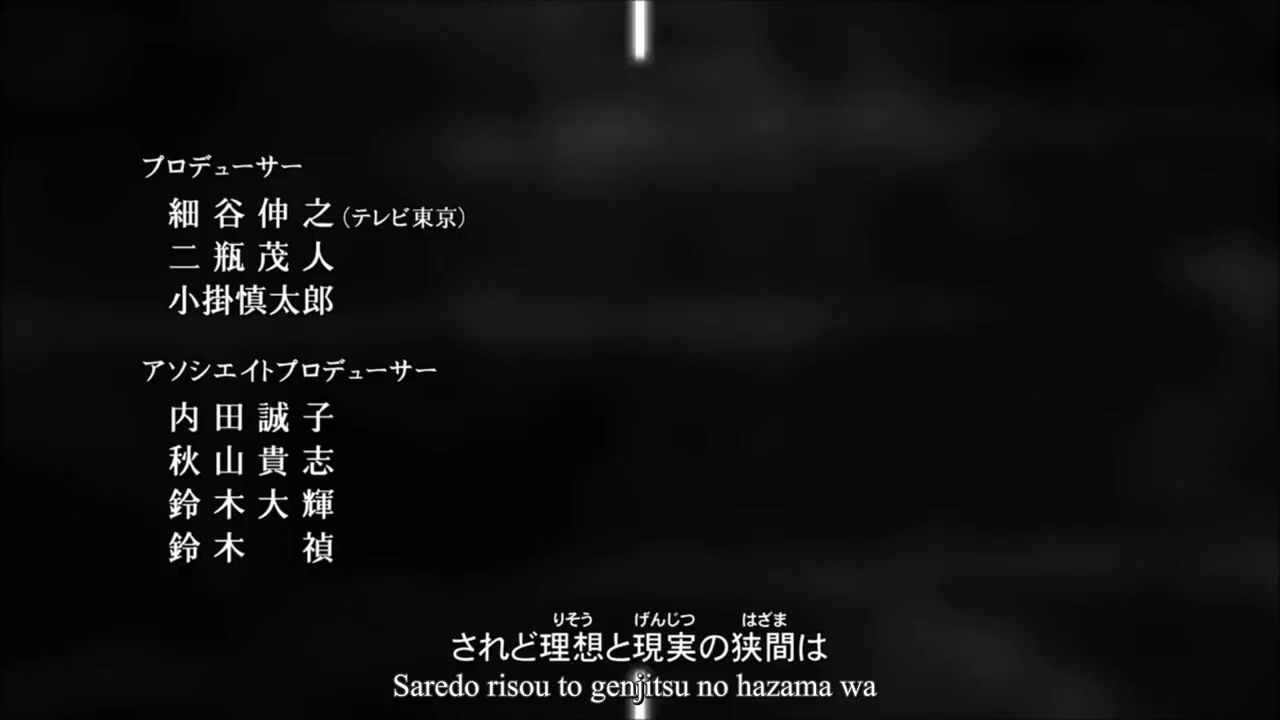 プロデューサー
細谷伸之(テレビ東京)
二瓶茂人
小掛慎太郎
アソシエイトプロデューサー
内田誠子
秋山貴志
鈴木大輝
鈴木 禎
りそう げんじつ はざま
されど理想と現実の狭間は
Saredo risou to genjitsu no hazama wa